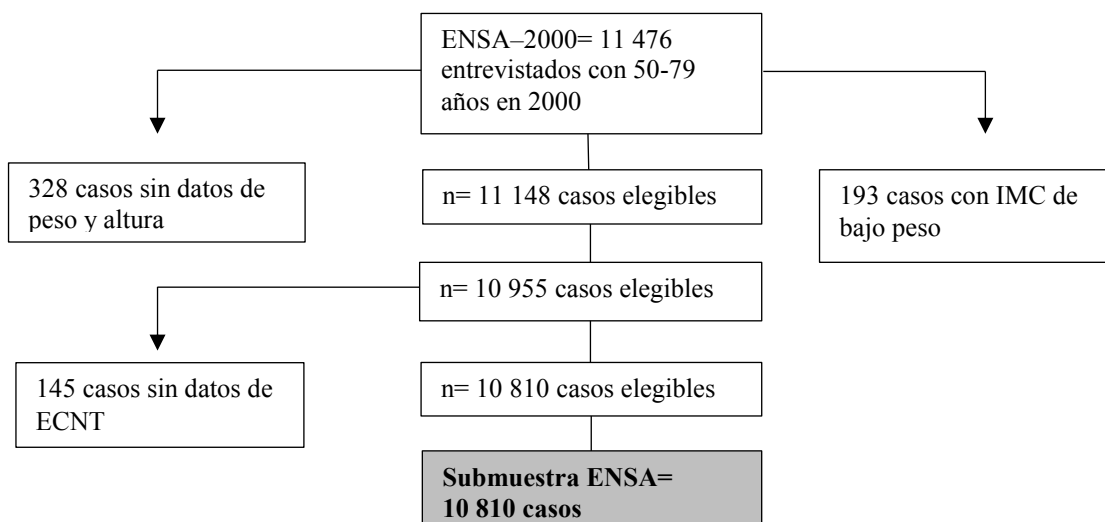 ENSA–2000= 11 476
entrevistados con 50-79
años en 2000
328 casos sin datos de
peso y altura
n= 11 148 casos elegibles
193 casos con IMC de
bajo peso
n= 10 955 casos elegibles
145 casos sin datos de
ECNT
n= 10 810 casos elegibles
Submuestra ENSA=
10 810 casos